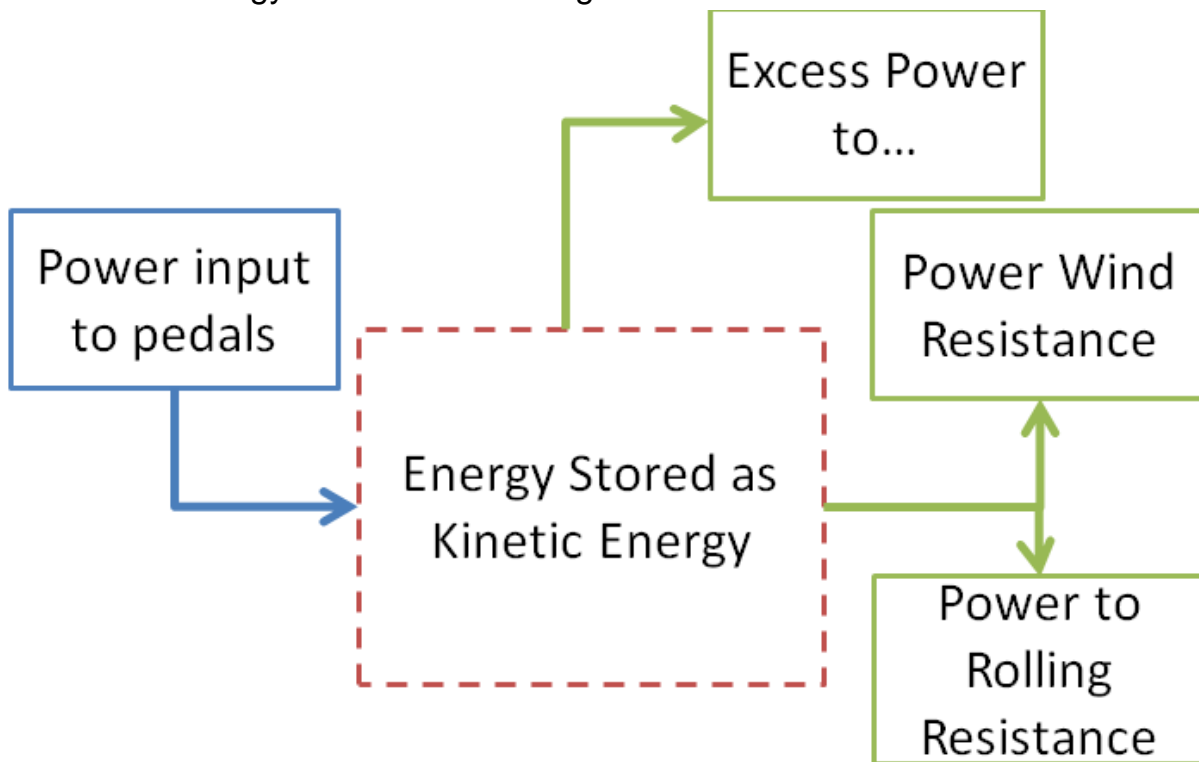 Excess Power
to...
Power input
to pedals
Power Wind
Resistance
Energy Stored as
Kinetic Energy
Power to
Rolling
Resistance